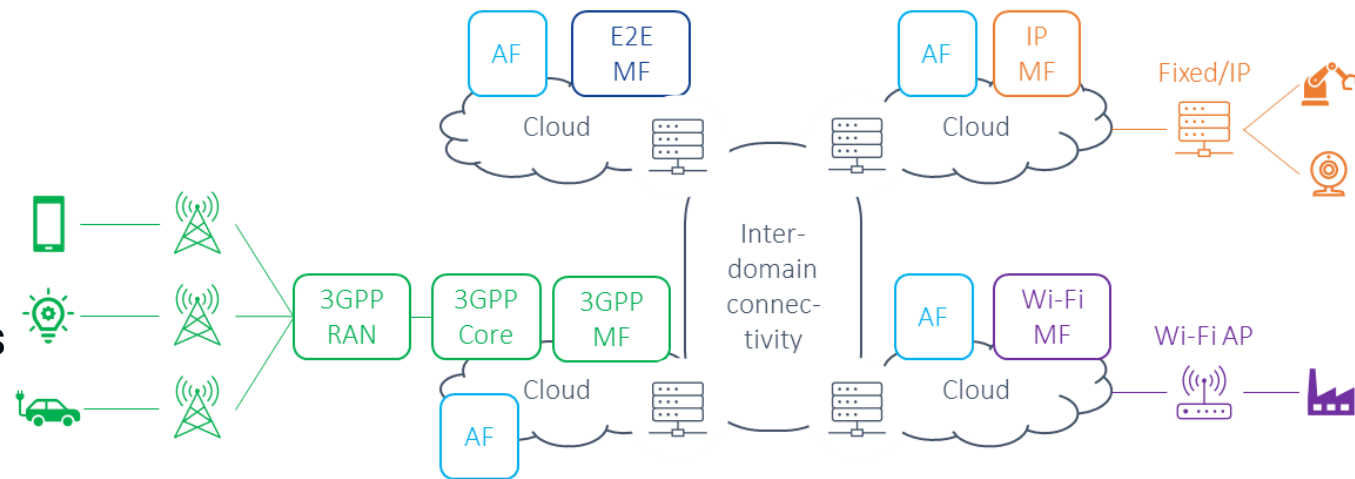 AF
E2E
MF
Cloud
AF
IP
MF
Cloud
Fixed/IP
Inter-
domain
connec-
tivity
3GPP
RAN
3GPP
Core
3GPP
MF
Cloud
AF
AF
Wi-Fi
MF
Cloud
Wi-Fi AP
s